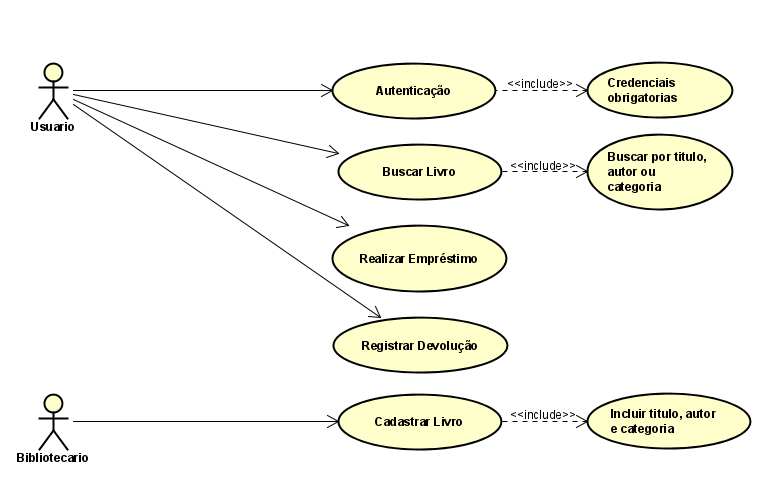 Usuario
Autenticação
<<include>>
Credenciais
obrigatorias
Buscar Livro
<<include>>
Buscar por titulo,
autor ou
categoria
Realizar Empréstimo
Registrar Devolução
Bibliotecario
Cadastrar Livro
<<include>>
Incluir titulo, autor
e categoria